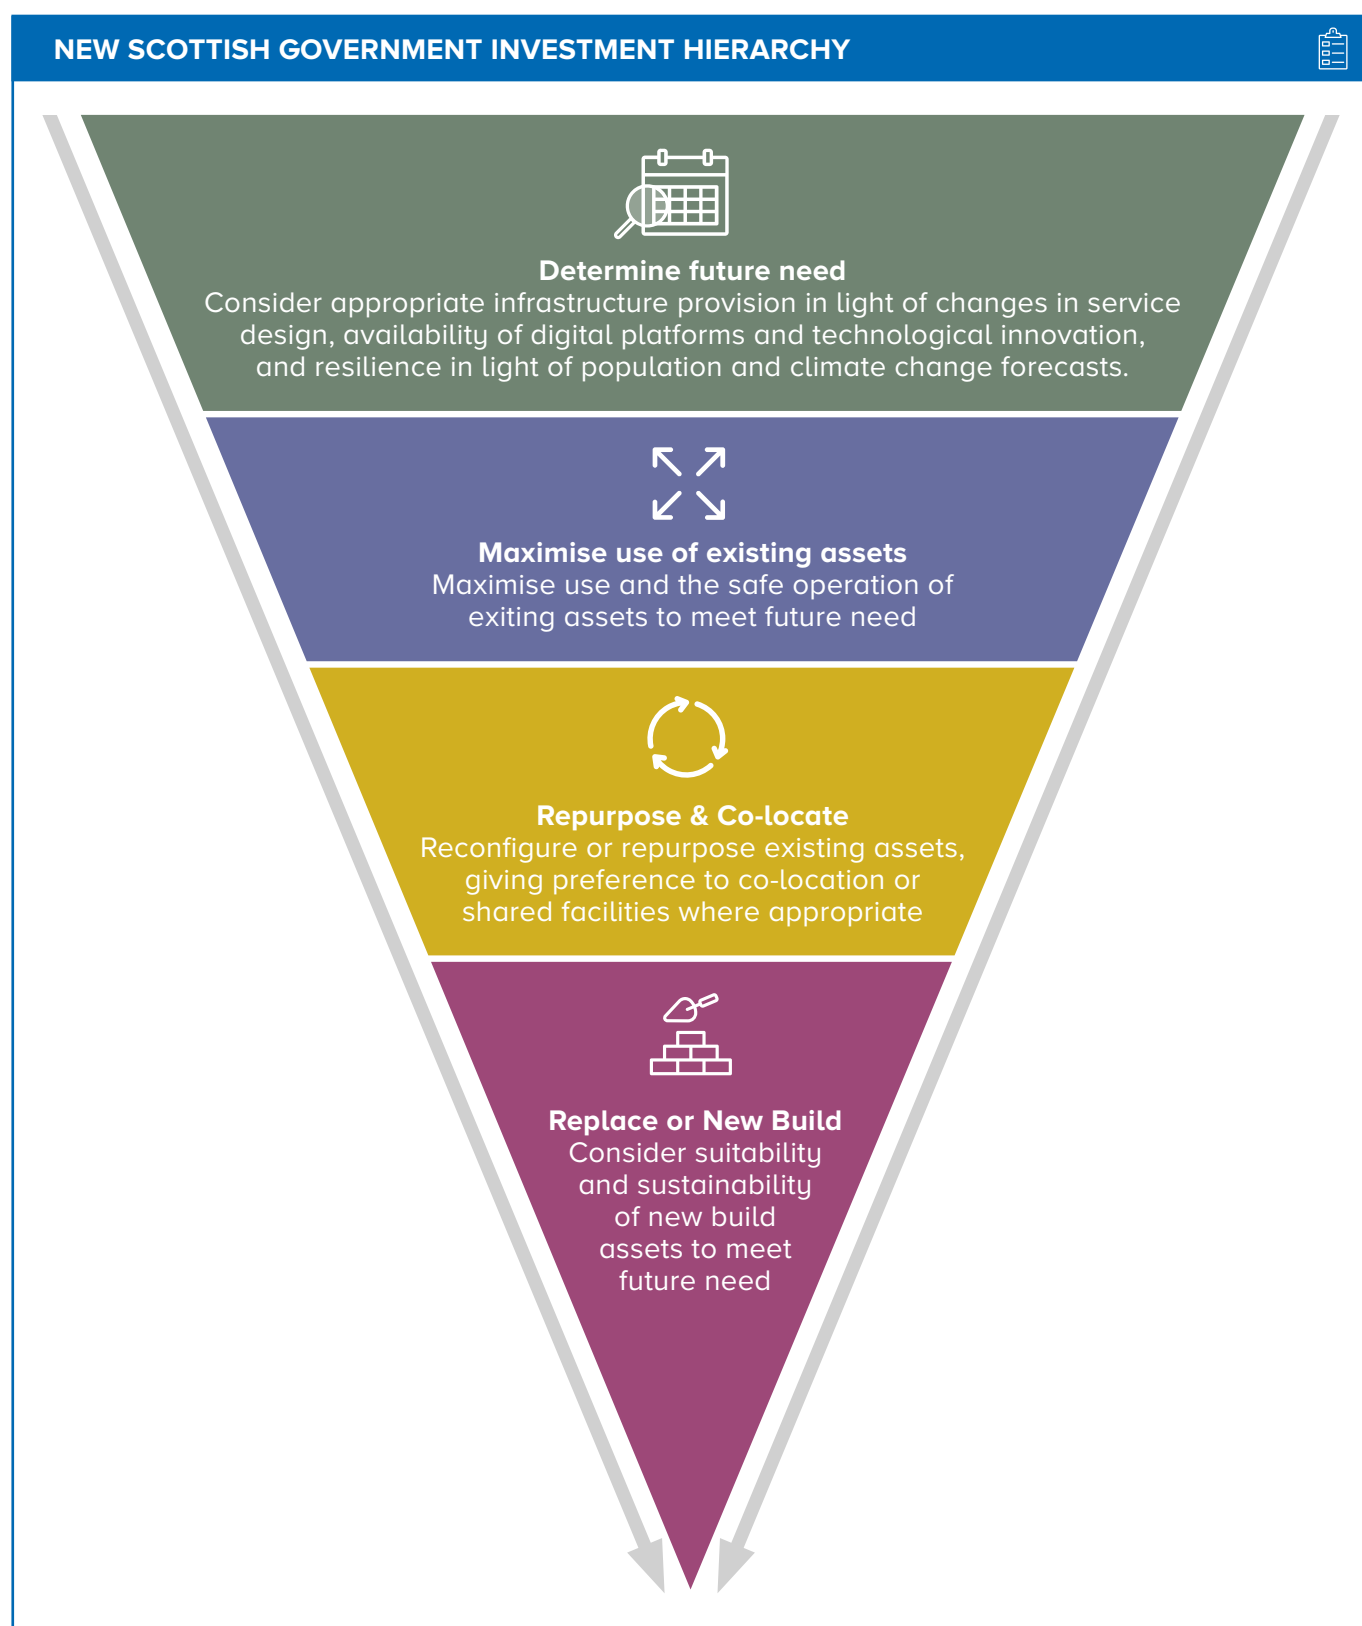 NEW SCOTTISH GOVERNMENT INVESTMENT HIERARCHY
Determine future need
Consider appropriate infrastructure provision in light of changes in service
design, availability of digital platforms and technological innovation,
and resilience in light of population and climate change forecasts.
Maximise use of existing assets
Maximise use and the safe operation of
exiting assets to meet future need
Repurpose & Co-locate
Reconfigure or repurpose existing assets,
giving preference to co-location or
shared facilities where appropriate
Replace or New Build
Consider suitability
and sustainability
of new build
assets to meet
future need